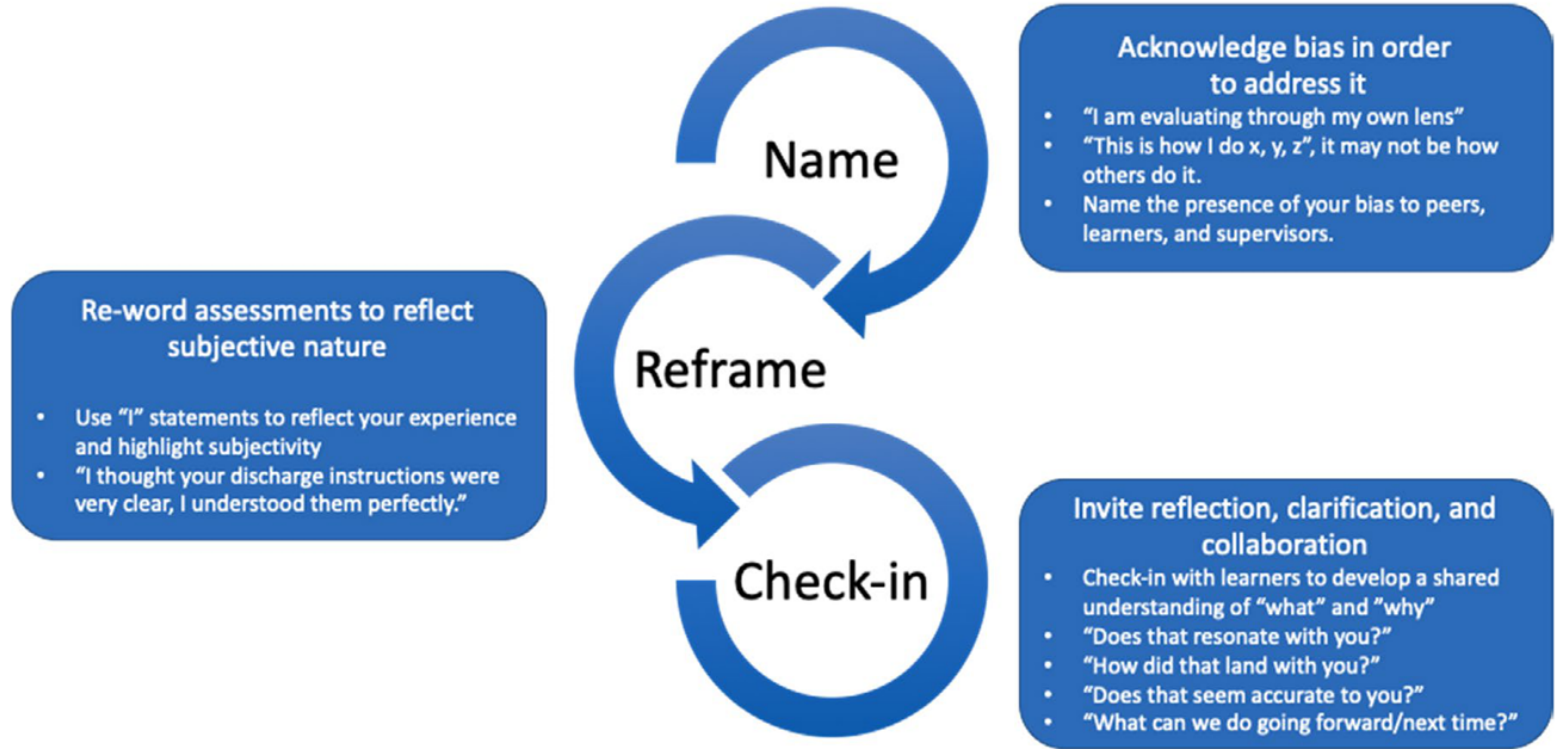 Name
Acknowledge bias in order
to address it
• “I am evaluating through my own lens”
• “This is how I do x, y, z”, it may not be how
others do it.
• Name the presence of your bias to peers,
learners, and supervisors.
Reframe
Re-word assessments to reflect
subjective nature
• Use “I” statements to reflect your experience
and highlight subjectivity
• “I thought your discharge instructions were
very clear, I understood them perfectly.”
Check-in
Invite reflection, clarification, and
collaboration
• Check-in with learners to develop a shared
understanding of “what” and ”why”
• “Does that resonate with you?”
• “How did that land with you?”
• “Does that seem accurate to you?”
• “What can we do going forward/next time?”